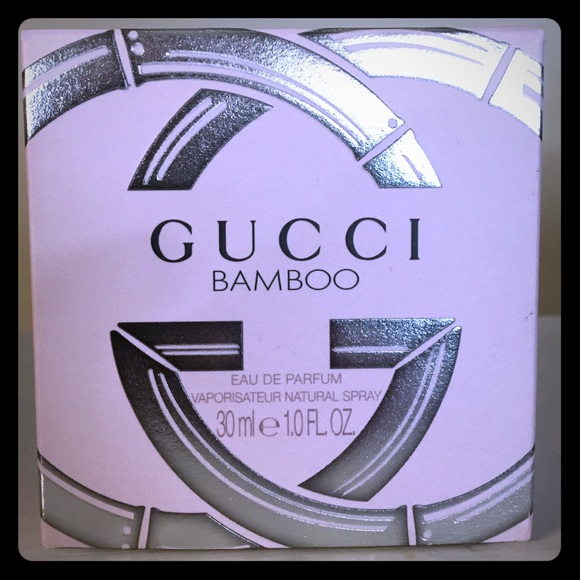 GUCCI
BAMBOO
EAU DE PARFUM
VAPORISATEUR NATURAL SPRAY
30 ml ℮ 1.0 FL. OZ.